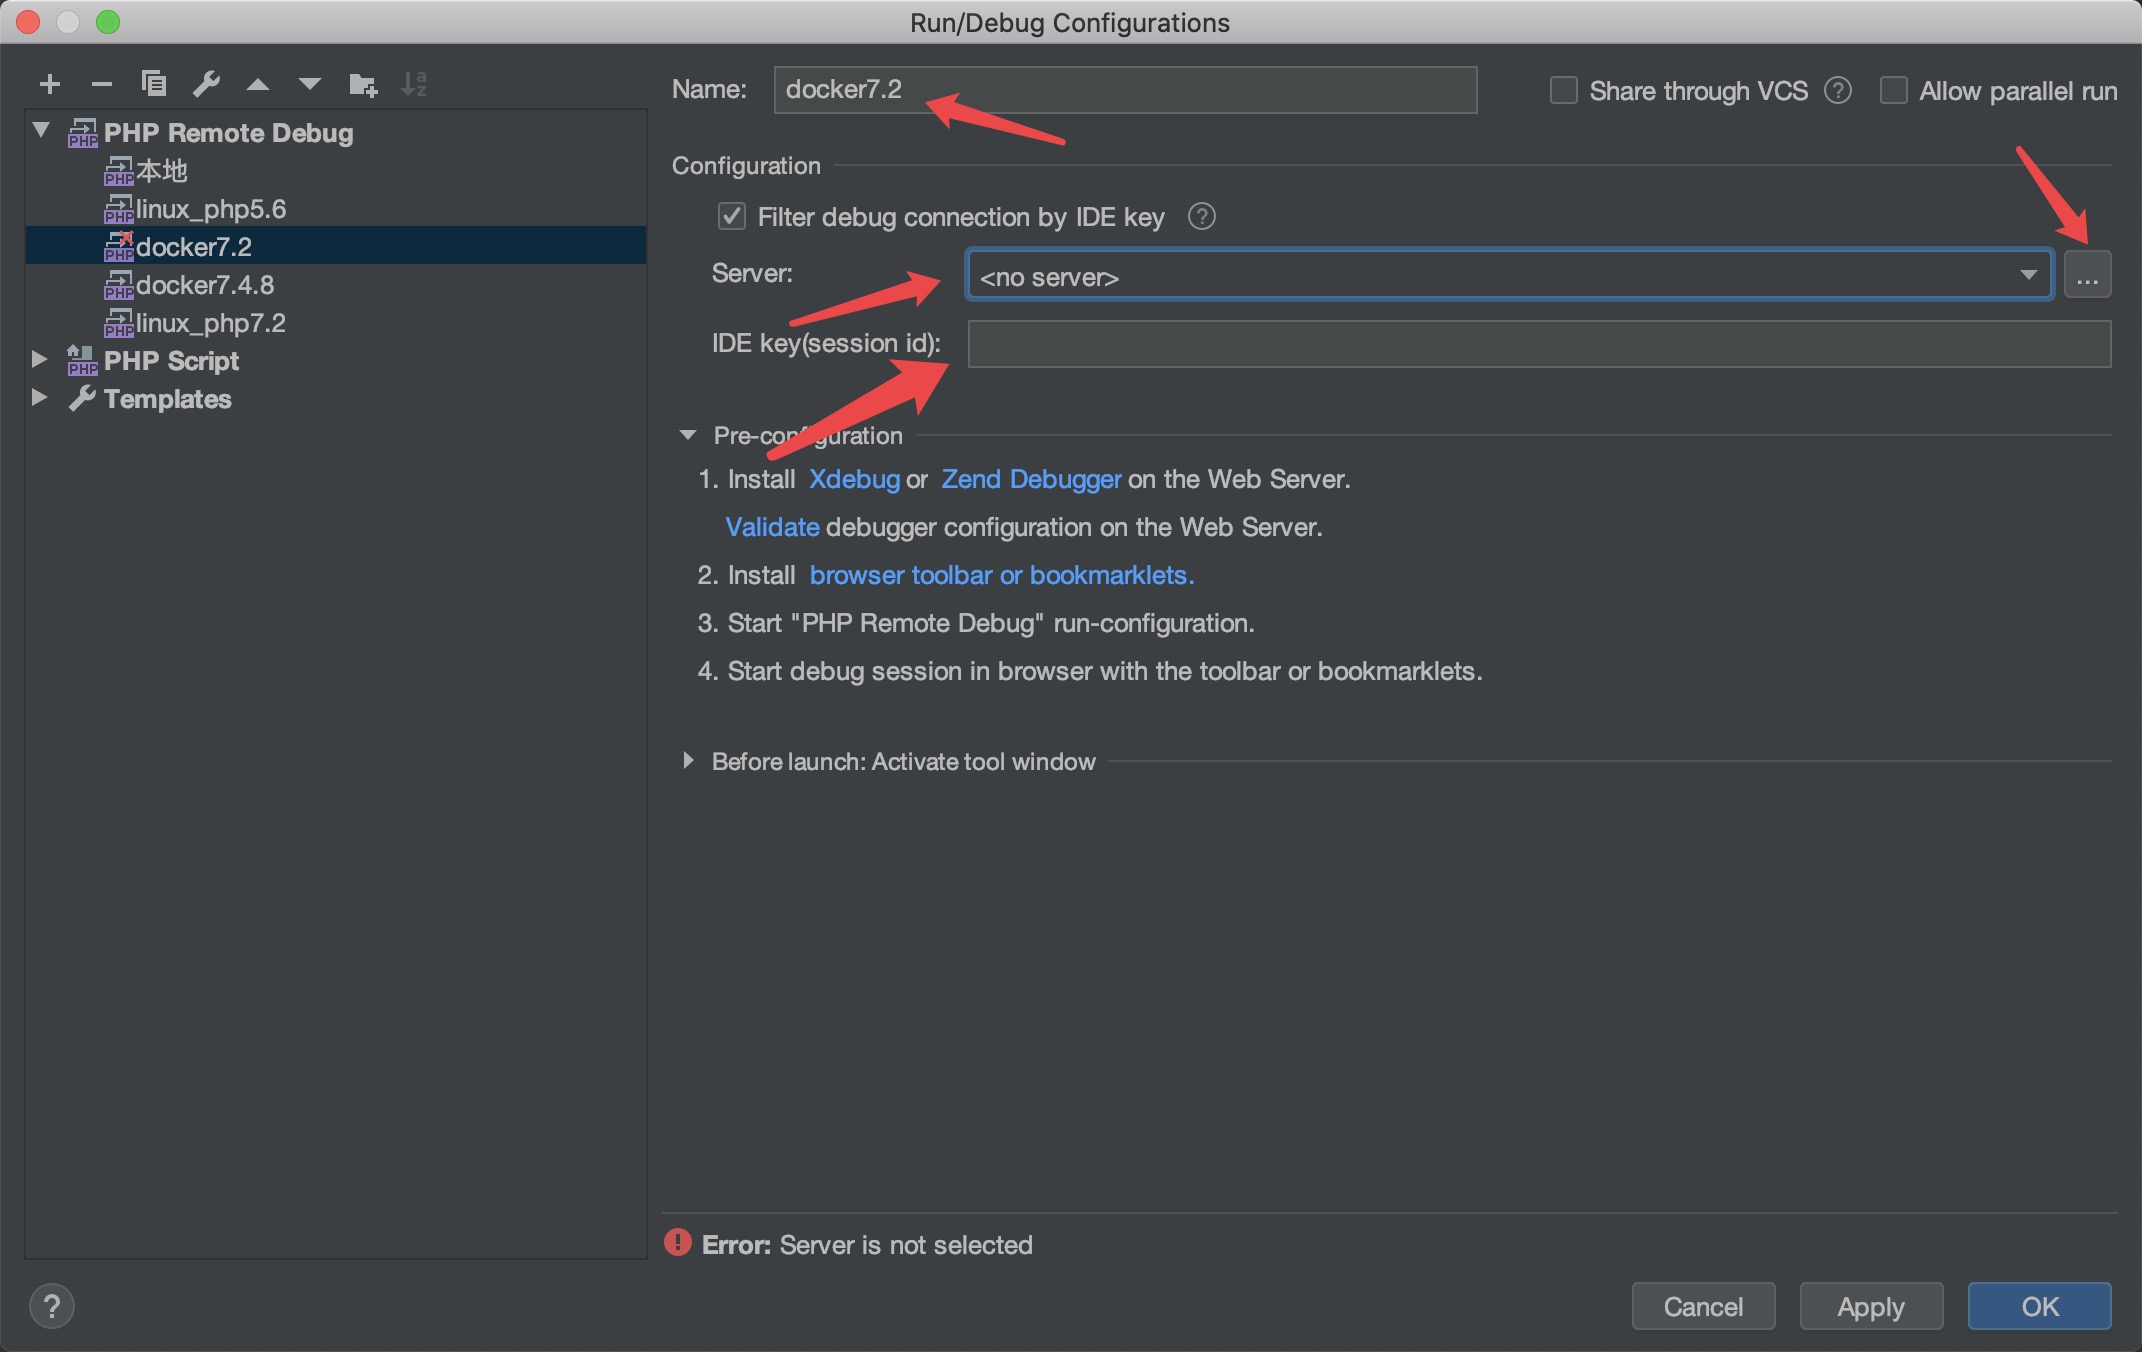 Run/Debug Configurations
Name: docker7.2 Share through VCS ? Allow parallel run
PHP Remote Debug
本地
linux_php5.6
docker7.2
docker7.4.8
linux_php7.2
PHP Script
Templates
Configuration
Filter debug connection by IDE key ?
Server: <no server> ...
IDE key(session id):
Pre-configuration
1. Install Xdebug or Zend Debugger on the Web Server.
Validate debugger configuration on the Web Server.
2. Install browser toolbar or bookmarklets.
3. Start "PHP Remote Debug" run-configuration.
4. Start debug session in browser with the toolbar or bookmarklets.
Before launch: Activate tool window
Error: Server is not selected
? Cancel Apply OK